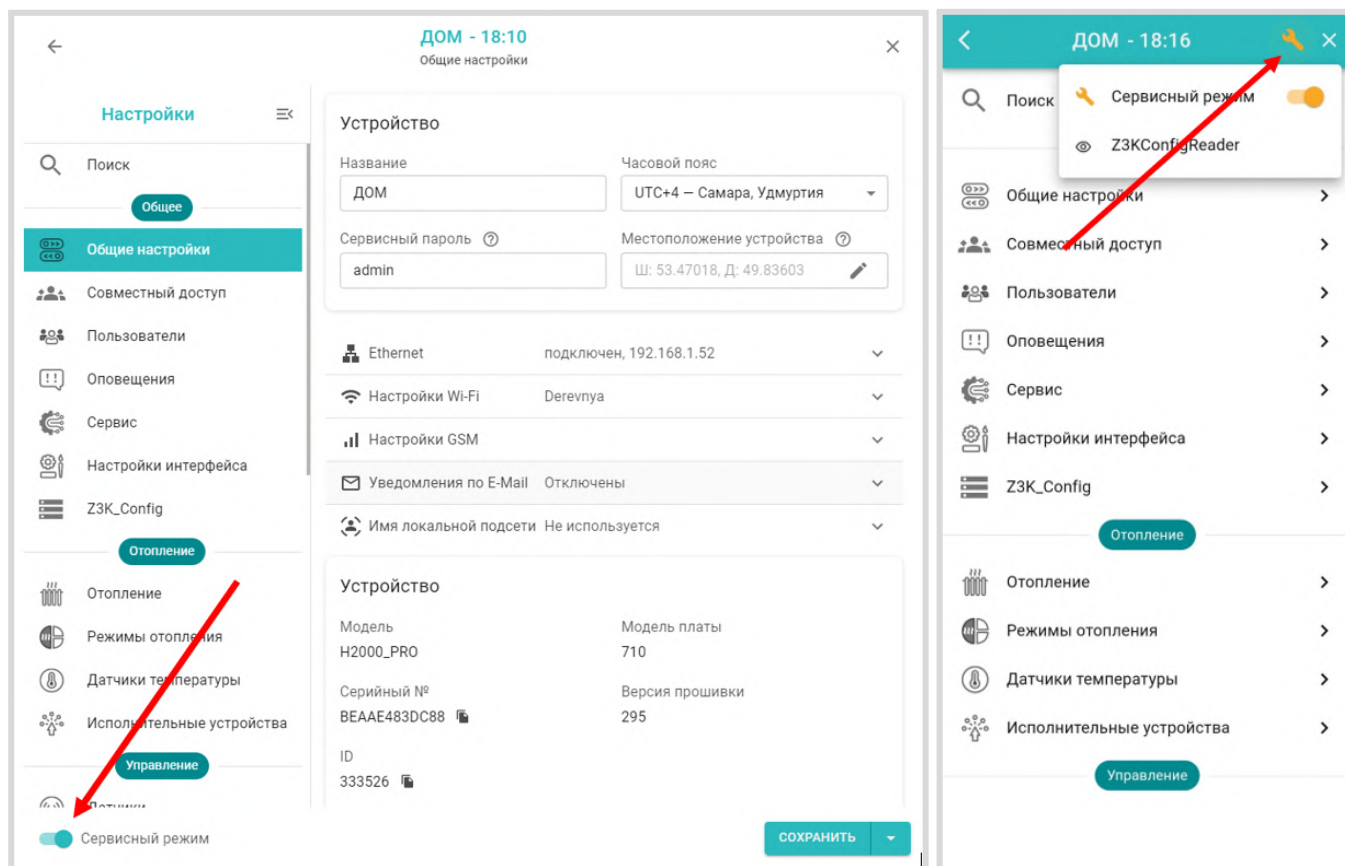 ДОМ - 18:10
Общие настройки
Настройки
Поиск
Общее
Общие настройки
Совместный доступ
Пользователи
Оповещения
Сервис
Настройки интерфейса
Z3K_Config
Отопление
Отопление
Режимы отопления
Датчики температуры
Исполнительные устройства
Управление
Датчики
Сервисный режим
Устройство
Название
Часовой пояс
ДОМ
UTC+4 — Самара, Удмуртия
Сервисный пароль
Местоположение устройства
admin
Ш: 53.47018, Д: 49.83603
Ethernet подключен, 192.168.1.52
Настройки Wi-Fi Derevnya
Настройки GSM
Уведомления по E-Mail Отключены
Имя локальной подсети Не используется
Устройство
Модель
Модель платы
H2000_PRO
710
Серийный №
Версия прошивки
BEAAE483DC88
295
ID
333526
СОХРАНИТЬ
ДОМ - 18:16
Поиск
Сервисный режим
Z3KConfigReader
Общие настройки
Совместный доступ
Пользователи
Оповещения
Сервис
Настройки интерфейса
Z3K_Config
Отопление
Отопление
Режимы отопления
Датчики температуры
Исполнительные устройства
Управление